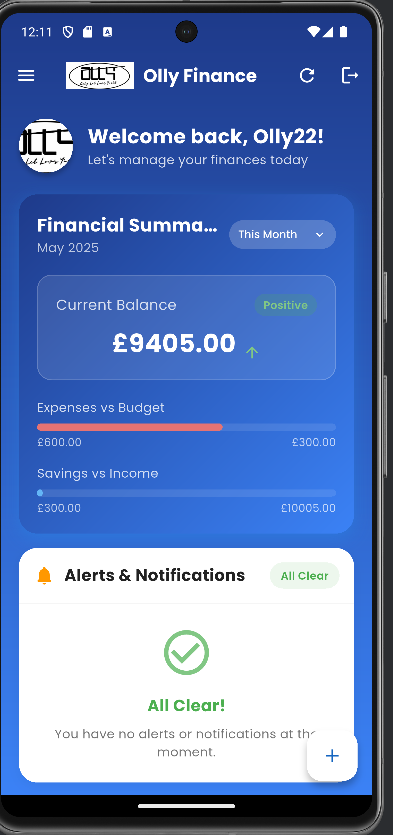 12:11
OLLY
Olly Finance
Welcome back, Olly22!
Let's manage your finances today
Financial Summa...
This Month
May 2025
Current Balance
Positive
£9405.00
Expenses vs Budget
£600.00 £300.00
Savings vs Income
£300.00 £10005.00
Alerts & Notifications
All Clear
All Clear!
You have no alerts or notifications at the
moment.